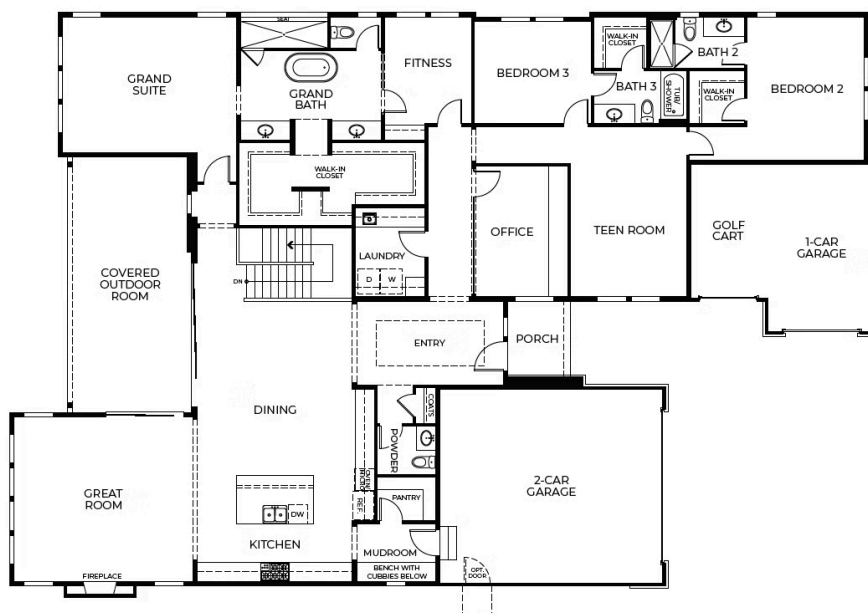 SEAT
GRAND
SUITE
GRAND
BATH
FITNESS
BEDROOM 3
WALK-IN
CLOSET
BATH 2
BATH 3
TUB/
SHOWER
WALK-IN
CLOSET
BEDROOM 2
WALK-IN
CLOSET
COVERED
OUTDOOR
ROOM
DN
LAUNDRY
D
W
OFFICE
TEEN ROOM
GOLF
CART
1-CAR
GARAGE
ENTRY
PORCH
DINING
COATS
POWDER
OVEN/
MICRO
REF.
PANTRY
GREAT
ROOM
DW
KITCHEN
MUDROOM
BENCH WITH
CUBBIES BELOW
2-CAR
GARAGE
OPT.
DOOR
FIREPLACE